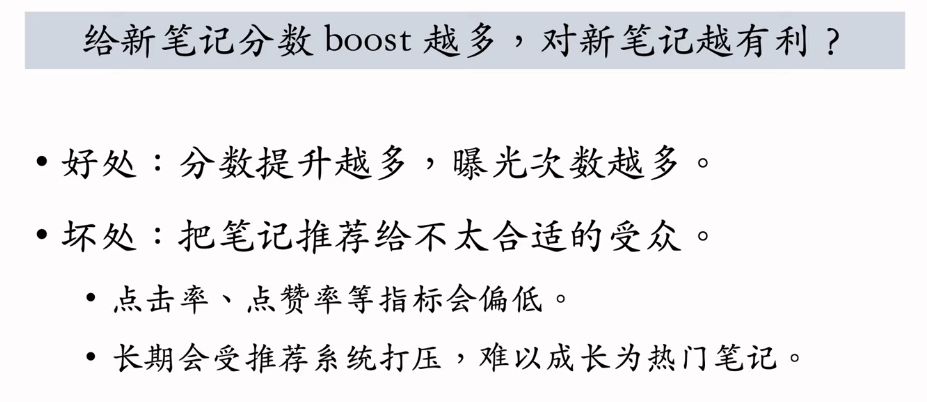 给新笔记分数 boost 越多，对新笔记越有利？
• 好处：分数提升越多，曝光次数越多。
• 坏处：把笔记推荐给不太合适的受众。
• 点击率、点赞率等指标会偏低。
• 长期会受推荐系统打压，难以成长为热门笔记。